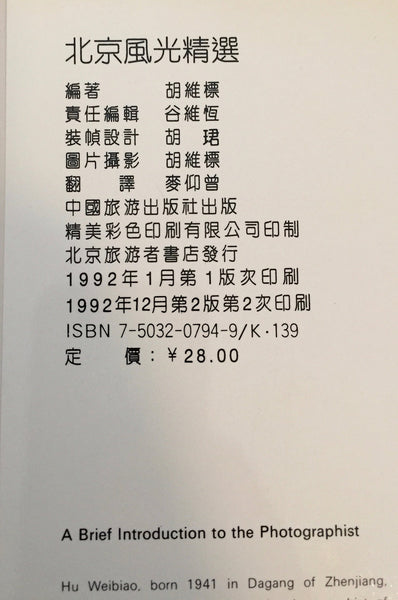 北京風光精選
編著 胡維標
責任編輯 谷維恆
裝幀設計 胡珺
圖片攝影 胡維標
翻譯 麥仰曾
中國旅游出版社出版
精美彩色印刷有限公司印制
北京旅游者書店發行
1992年1月第1版次印刷
1992年12月第2版第2次印刷
ISBN 7-5032-0794-9/K·139
定價：￥28.00
A Brief Introduction to the Photographist
Hu Weibiao, born 1941 in Dagang of Zhenjiang,